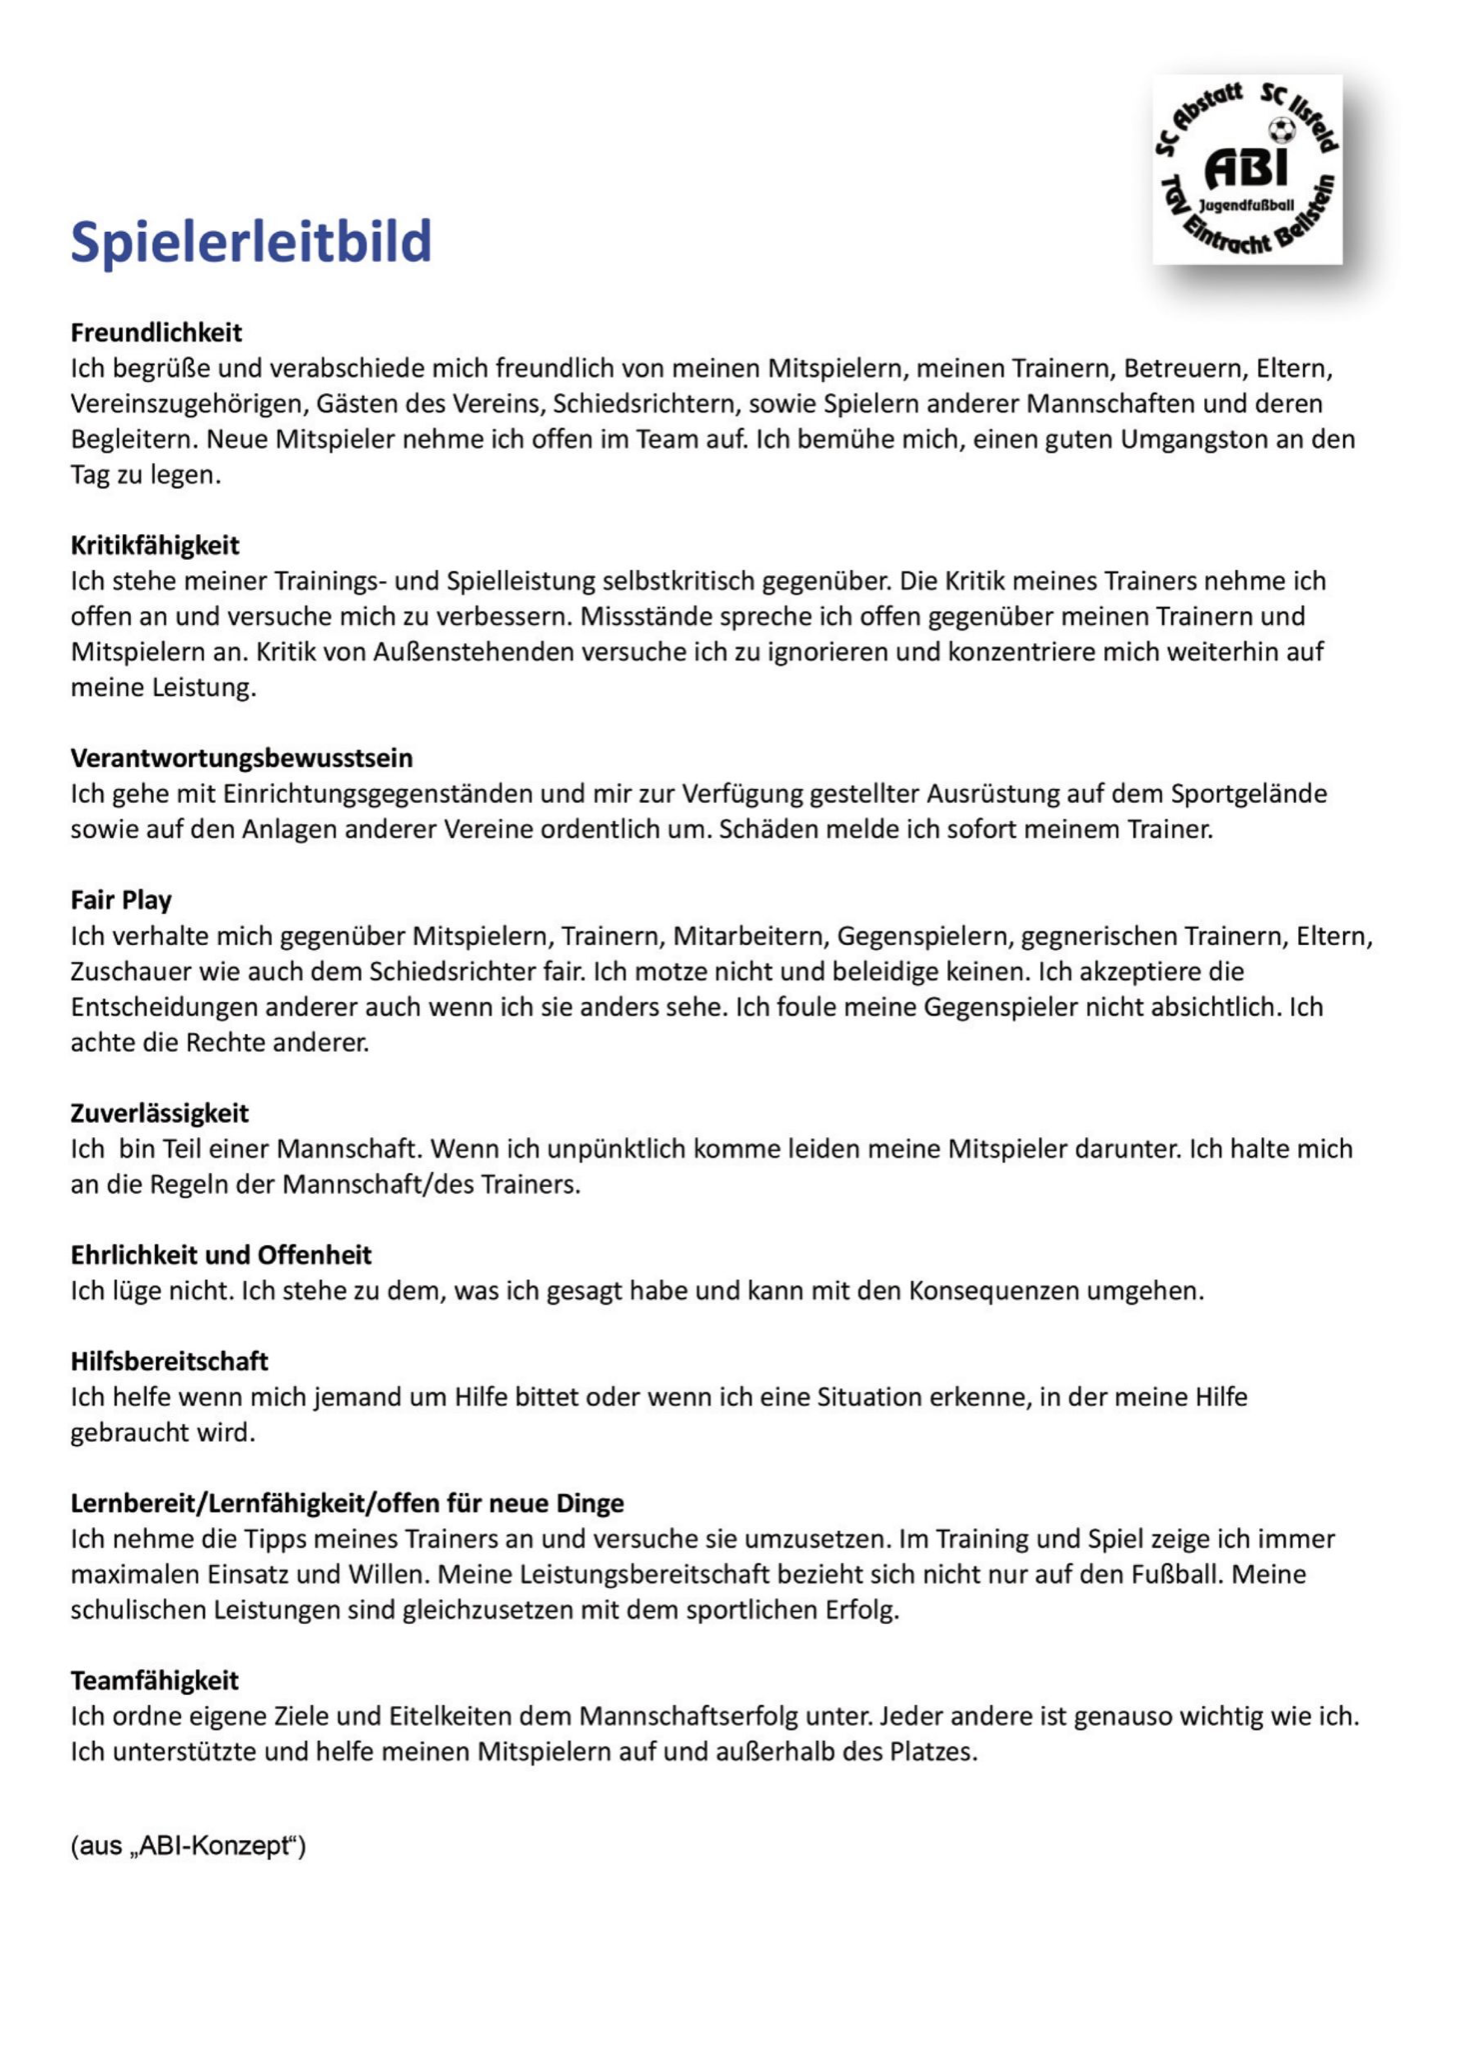 SC Abstatt SC Ilsfeld
ABI
Jugendfußball
TGV Eintracht Beilstein
Spielerleitbild
Freundlichkeit
Ich begrüße und verabschiede mich freundlich von meinen Mitspielern, meinen Trainern, Betreuern, Eltern,
Vereinszugehörigen, Gästen des Vereins, Schiedsrichtern, sowie Spielern anderer Mannschaften und deren
Begleitern. Neue Mitspieler nehme ich offen im Team auf. Ich bemühe mich, einen guten Umgangston an den
Tag zu legen.
Kritikfähigkeit
Ich stehe meiner Trainings- und Spielleistung selbstkritisch gegenüber. Die Kritik meines Trainers nehme ich
offen an und versuche mich zu verbessern. Missstände spreche ich offen gegenüber meinen Trainern und
Mitspielern an. Kritik von Außenstehenden versuche ich zu ignorieren und konzentriere mich weiterhin auf
meine Leistung.
Verantwortungsbewusstsein
Ich gehe mit Einrichtungsgegenständen und mir zur Verfügung gestellter Ausrüstung auf dem Sportgelände
sowie auf den Anlagen anderer Vereine ordentlich um. Schäden melde ich sofort meinem Trainer.
Fair Play
Ich verhalte mich gegenüber Mitspielern, Trainern, Mitarbeitern, Gegenspielern, gegnerischen Trainern, Eltern,
Zuschauer wie auch dem Schiedsrichter fair. Ich motze nicht und beleidige keinen. Ich akzeptiere die
Entscheidungen anderer auch wenn ich sie anders sehe. Ich foule meine Gegenspieler nicht absichtlich. Ich
achte die Rechte anderer.
Zuverlässigkeit
Ich  bin Teil einer Mannschaft. Wenn ich unpünktlich komme leiden meine Mitspieler darunter. Ich halte mich
an die Regeln der Mannschaft/des Trainers.
Ehrlichkeit und Offenheit
Ich lüge nicht. Ich stehe zu dem, was ich gesagt habe und kann mit den Konsequenzen umgehen.
Hilfsbereitschaft
Ich helfe wenn mich jemand um Hilfe bittet oder wenn ich eine Situation erkenne, in der meine Hilfe
gebraucht wird.
Lernbereit/Lernfähigkeit/offen für neue Dinge
Ich nehme die Tipps meines Trainers an und versuche sie umzusetzen. Im Training und Spiel zeige ich immer
maximalen Einsatz und Willen. Meine Leistungsbereitschaft bezieht sich nicht nur auf den Fußball. Meine
schulischen Leistungen sind gleichzusetzen mit dem sportlichen Erfolg.
Teamfähigkeit
Ich ordne eigene Ziele und Eitelkeiten dem Mannschaftserfolg unter. Jeder andere ist genauso wichtig wie ich.
Ich unterstützte und helfe meinen Mitspielern auf und außerhalb des Platzes.
(aus „ABI-Konzept“)